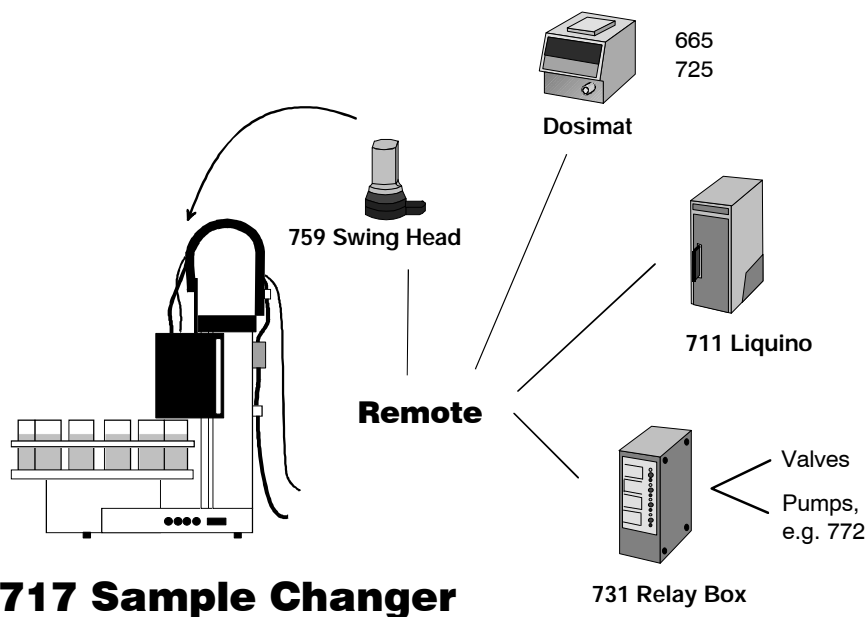 665
725
Dosimat
759 Swing Head
711 Liquino
Remote
Valves
Pumps,
e.g. 772
731 Relay Box
717 Sample Changer